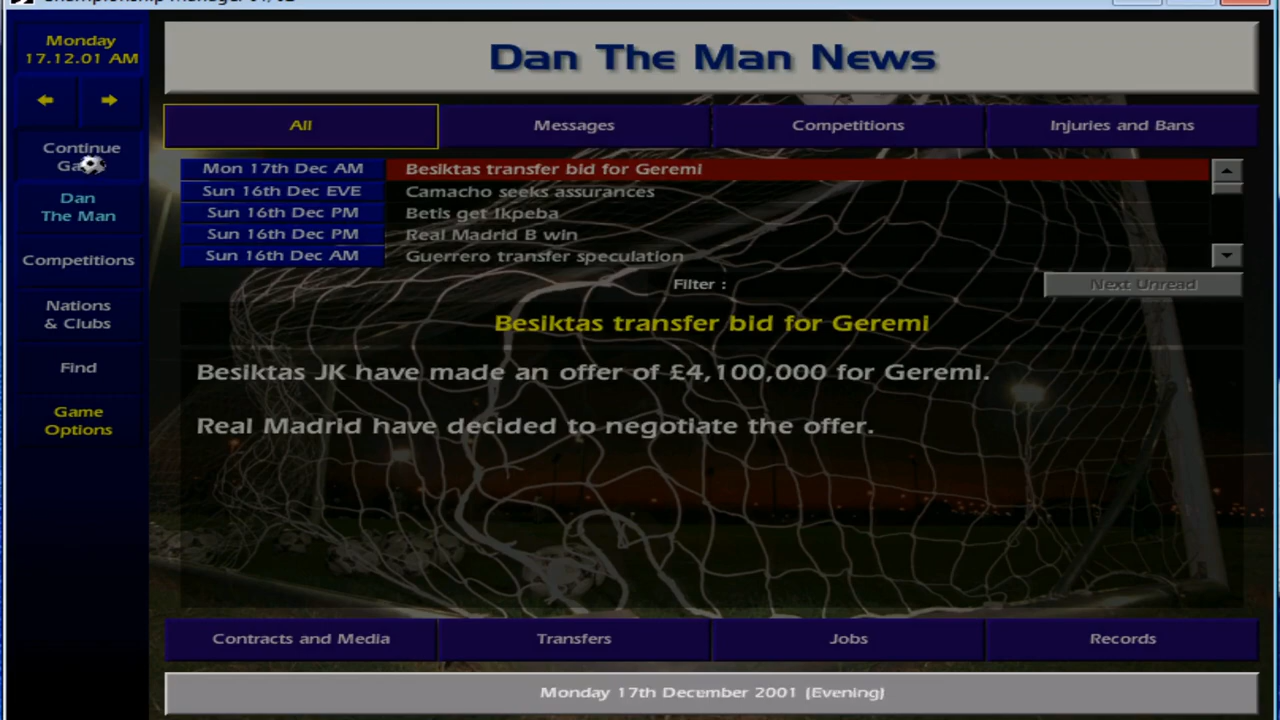 Championship Manager 01/02
Monday
17.12.01 AM
Dan The Man News
All
Messages
Competitions
Injuries and Bans
Continue
Mon 17th Dec AM Besiktas transfer bid for Geremi
Sun 16th Dec EVE Camacho seeks assurances
Sun 16th Dec PM Betis get Ikpeba
Sun 16th Dec PM Real Madrid B win
Sun 16th Dec AM Guerrero transfer speculation
Filter :
Next Unread
Dan
The Man
Competitions
Nations
& Clubs
Find
Game
Options
Besiktas transfer bid for Geremi
Besiktas JK have made an offer of £4,100,000 for Geremi.
Real Madrid have decided to negotiate the offer.
Contracts and Media
Transfers
Jobs
Records
Monday 17th December 2001 (Evening)